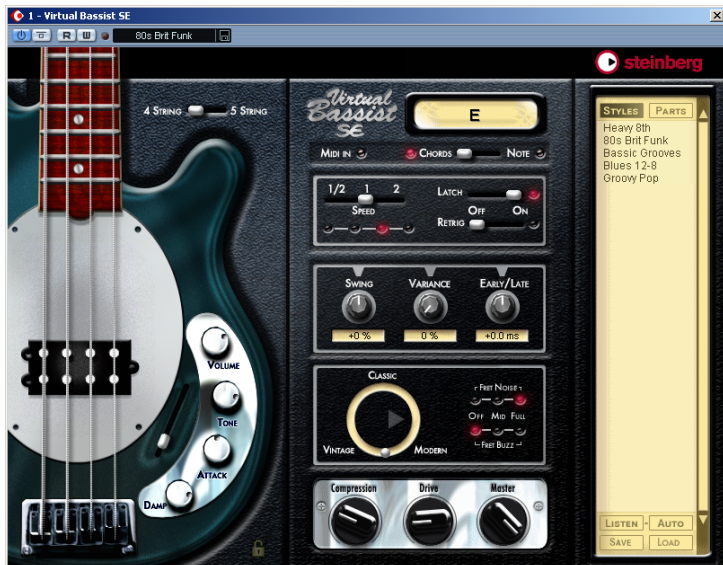 1 - Virtual Bassist SE
R W 80s Brit Funk
steinberg
4 STRING 5 STRING
Virtual
Bassist
SE
E
MIDI IN CHORDS NOTE
1/2 1 2
SPEED
LATCH
OFF ON
RETRIG
SWING VARIANCE EARLY/LATE
+0 % 0 % +0.0 ms
CLASSIC
VINTAGE MODERN
FRET NOISE
OFF MID FULL
FRET BUZZ
VOLUME
TONE
ATTACK
DAMP
Compression Drive Master
STYLES PARTS
Heavy 8th
80s Brit Funk
Bassic Grooves
Blues 12-8
Groovy Pop
LISTEN - AUTO
SAVE LOAD